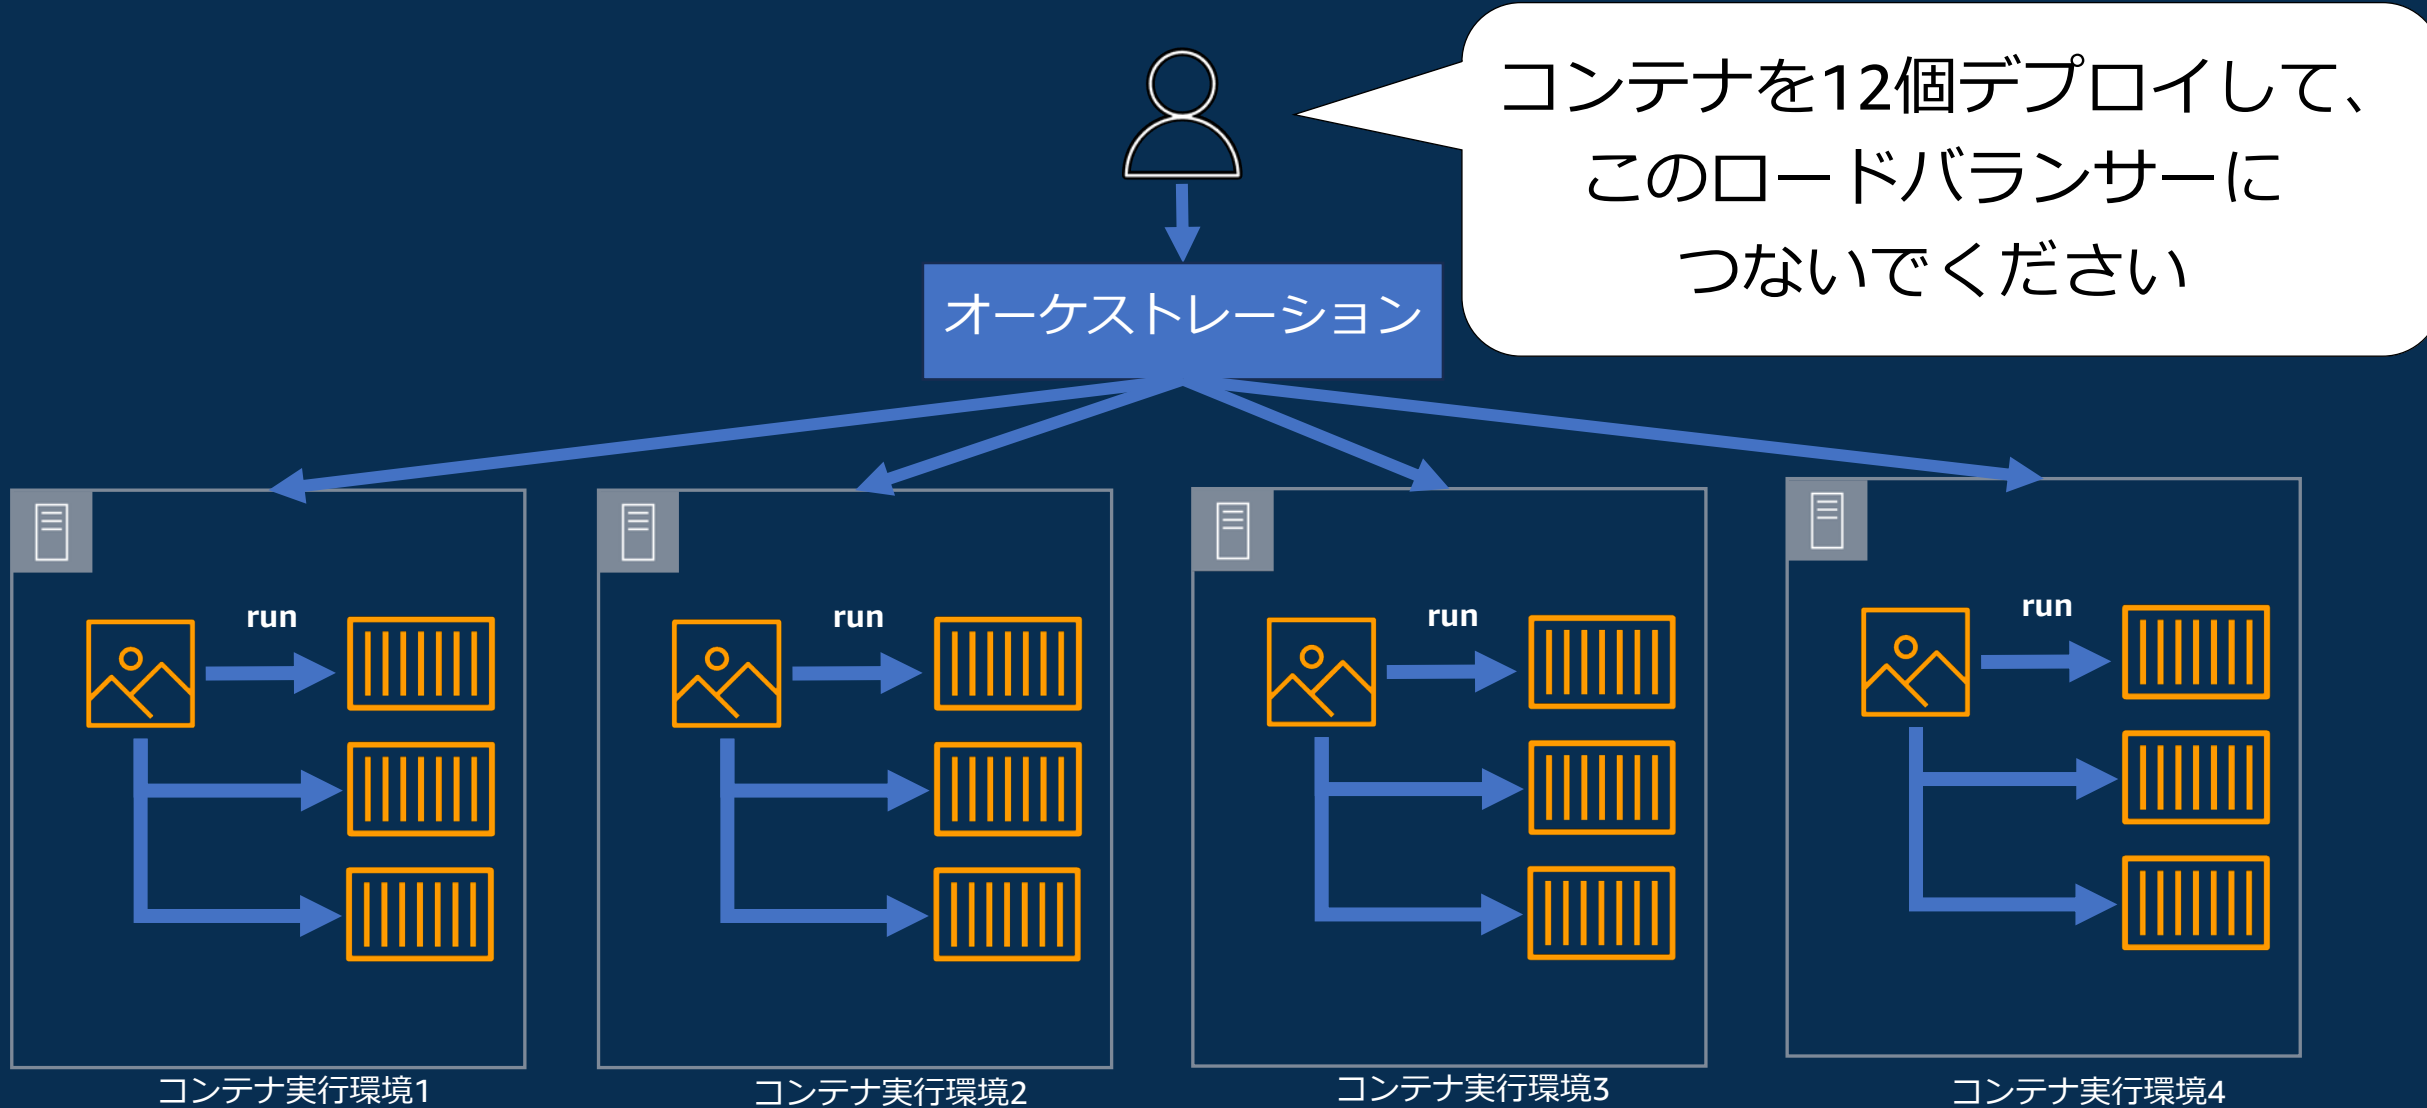 コンテナを12個デプロイして、
このロードバランサーに
つないでください
オーケストレーション
run
run
run
run
コンテナ実行環境1
コンテナ実行環境2
コンテナ実行環境3
コンテナ実行環境4